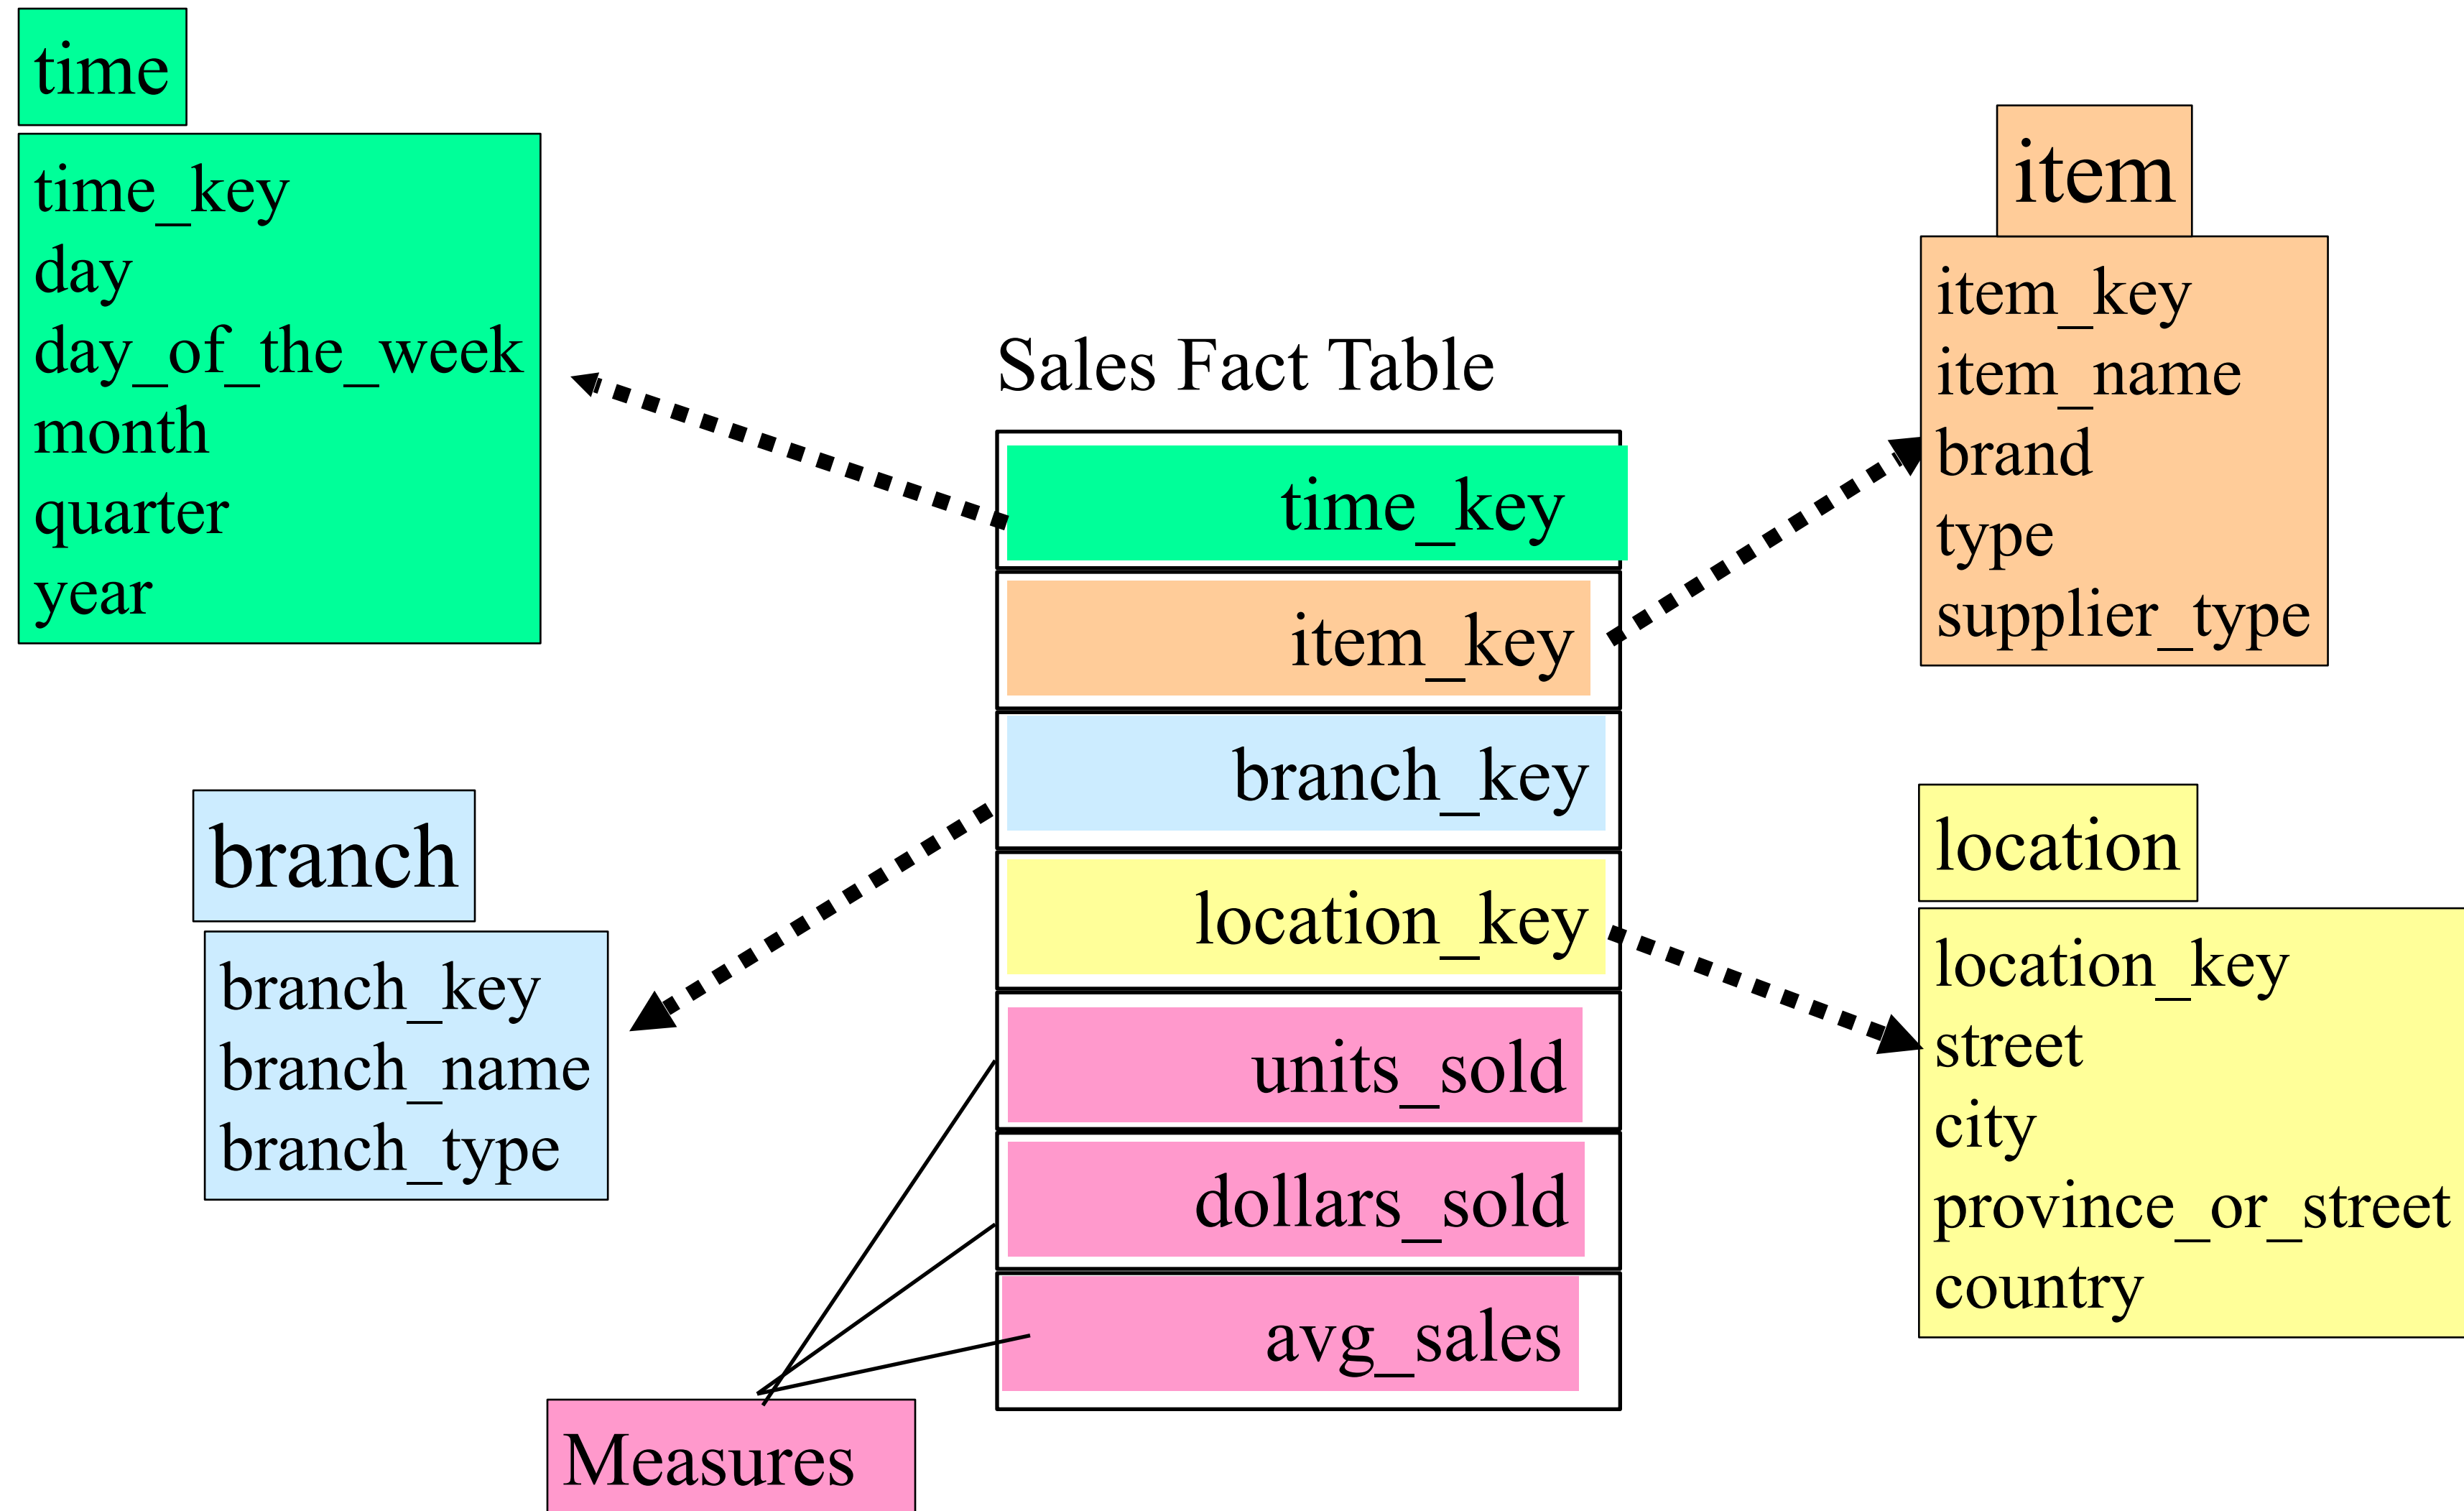 time
time_key
day
day_of_the_week
month
quarter
year
item
item_key
item_name
brand
type
supplier_type
Sales Fact Table
time_key
item_key
branch_key
location_key
units_sold
dollars_sold
avg_sales
branch
branch_key
branch_name
branch_type
location
location_key
street
city
province_or_street
country
Measures